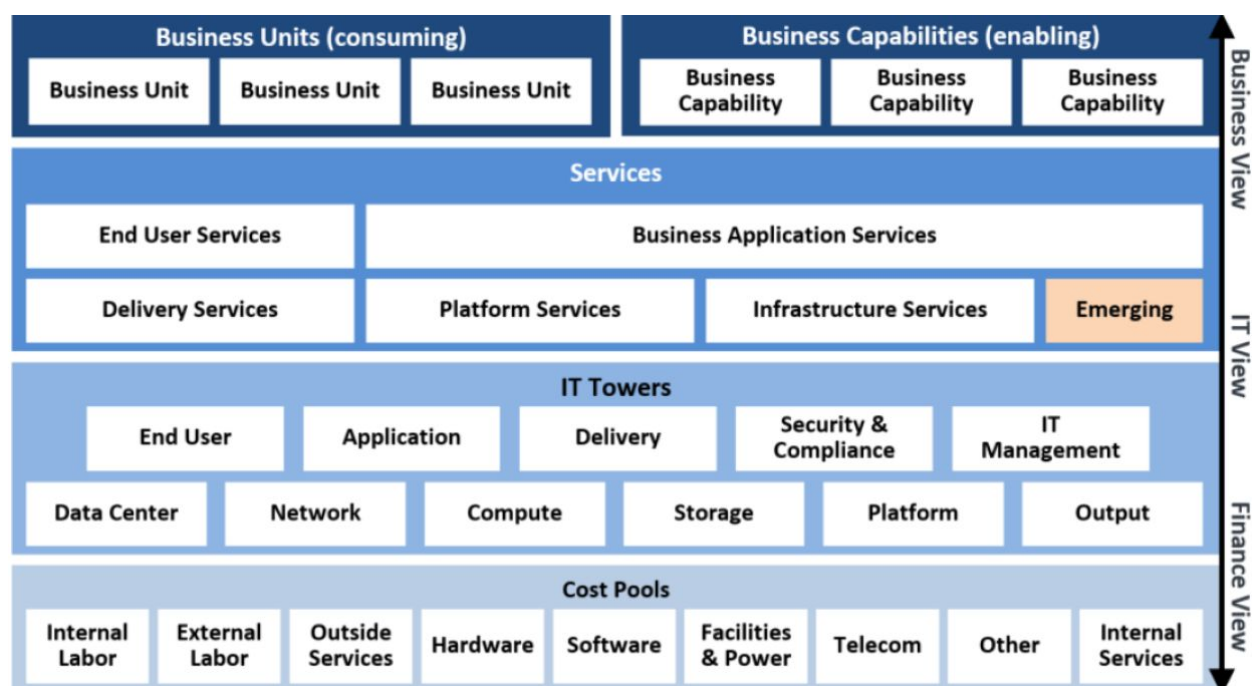 Business Units (consuming)
Business Unit
Business Unit
Business Unit
Business Capabilities (enabling)
Business
Capability
Business
Capability
Business
Capability
Services
End User Services
Business Application Services
Delivery Services
Platform Services
Infrastructure Services
Emerging
IT Towers
End User
Application
Delivery
Security &
Compliance
IT
Management
Data Center
Network
Compute
Storage
Platform
Output
Cost Pools
Internal
Labor
External
Labor
Outside
Services
Hardware
Software
Facilities
& Power
Telecom
Other
Internal
Services
Business View
IT View
Finance View